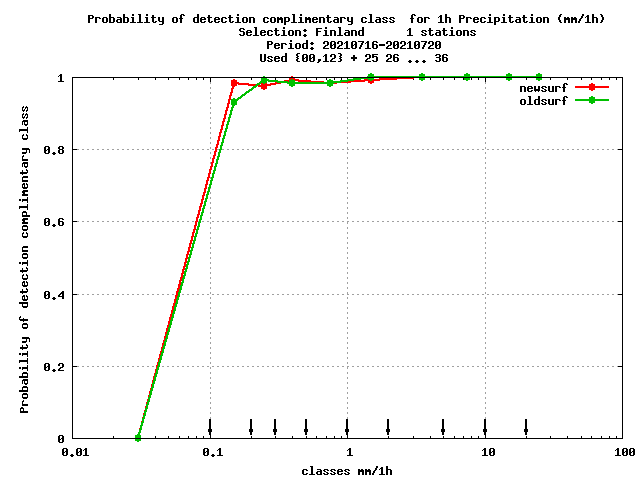 Probability of detection complimentary class  for 1h Precipitation (mm/1h)
Selection: Finland      1 stations
Period: 20210716-20210720
Used {00,12} + 25 26 ... 36
newsurf
oldsurf
Probability of detection complimentary class
1
0.8
0.6
0.4
0.2
0
0.01
0.1
1
10
100
classes mm/1h